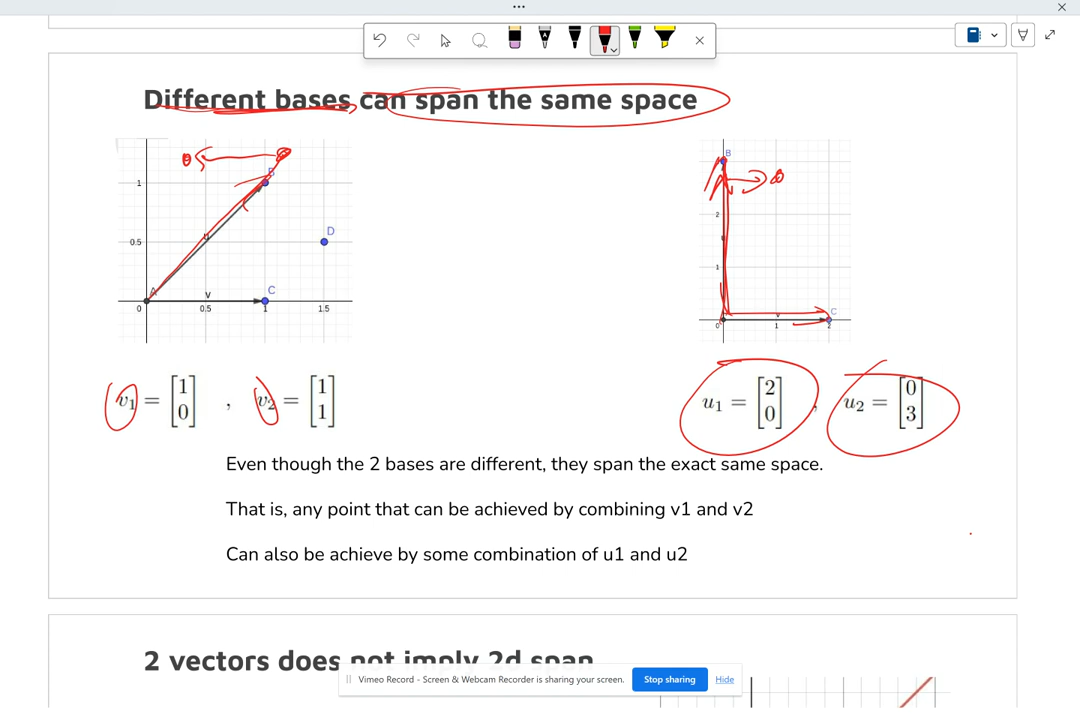 Different bases can span the same space
B
1
0.5
D
A
v
C
0
0.5
1
1.5
B
2
1
C
0
1
2
v1 = [1 0] , v2 = [1 1]
u1 = [2 0] , u2 = [0 3]
Even though the 2 bases are different, they span the exact same space.
That is, any point that can be achieved by combining v1 and v2
Can also be achieve by some combination of u1 and u2
2 vectors does not imply 2d span
Vimeo Record - Screen & Webcam Recorder is sharing your screen.
Stop sharing
Hide